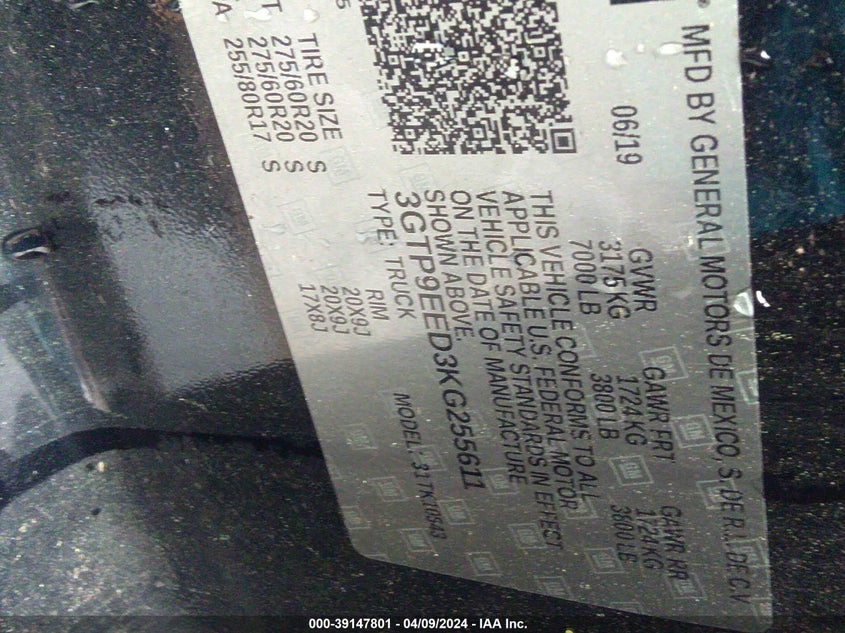 MFD BY GENERAL MOTORS DE MEXICO, S. DE R.L. DE C.V
06/19 GVWR GAWR FRT GAWR RR
3175 KG 1724 KG 1724 KG
7000 LB 3800 LB 3800 LB
THIS VEHICLE CONFORMS TO ALL
APPLICABLE U.S. FEDERAL MOTOR
VEHICLE SAFETY STANDARDS IN EFFECT
ON THE DATE OF MANUFACTURE
SHOWN ABOVE.
3GTP9EED3KG255611
TYPE: TRUCK MODEL: 31TK10543
TIRE SIZE RIM
275/60R20 S 20X9J
275/60R20 S 20X9J
255/80R17 S 17X8J
000-39147801 - 04/09/2024 - IAA Inc.